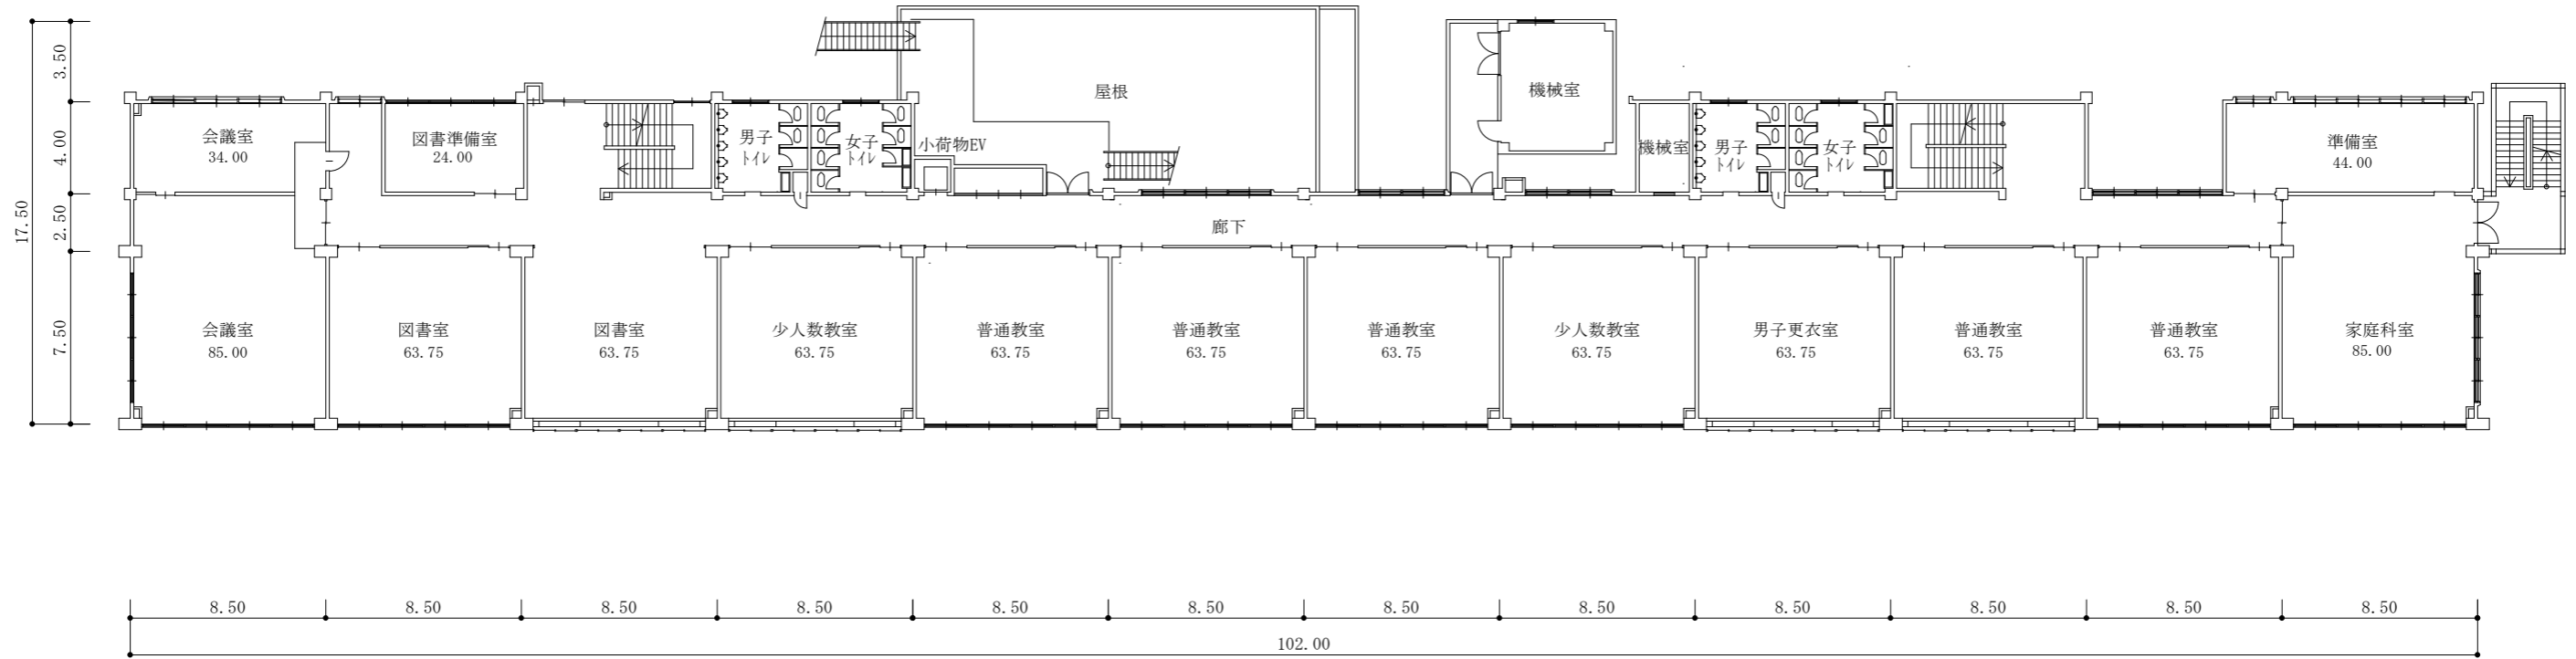 3.50
4.00
2.50
7.50
17.50
屋根
機械室
会議室
34.00
図書準備室
24.00
男子
トイレ
女子
トイレ
小荷物EV
機械室
男子
トイレ
女子
トイレ
準備室
44.00
廊下
会議室
85.00
図書室
63.75
図書室
63.75
少人数教室
63.75
普通教室
63.75
普通教室
63.75
普通教室
63.75
少人数教室
63.75
男子更衣室
63.75
普通教室
63.75
普通教室
63.75
家庭科室
85.00
8.50
8.50
8.50
8.50
8.50
8.50
8.50
8.50
8.50
8.50
8.50
8.50
102.00